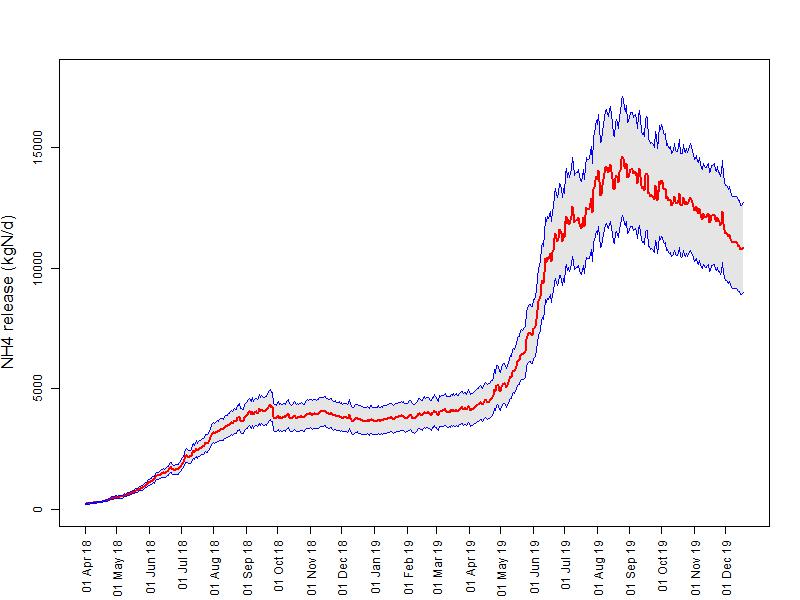 NH4 release (kgN/d)
15000
10000
5000
0
01 Apr 18
01 May 18
01 Jun 18
01 Jul 18
01 Aug 18
01 Sep 18
01 Oct 18
01 Nov 18
01 Dec 18
01 Jan 19
01 Feb 19
01 Mar 19
01 Apr 19
01 May 19
01 Jun 19
01 Jul 19
01 Aug 19
01 Sep 19
01 Oct 19
01 Nov 19
01 Dec 19